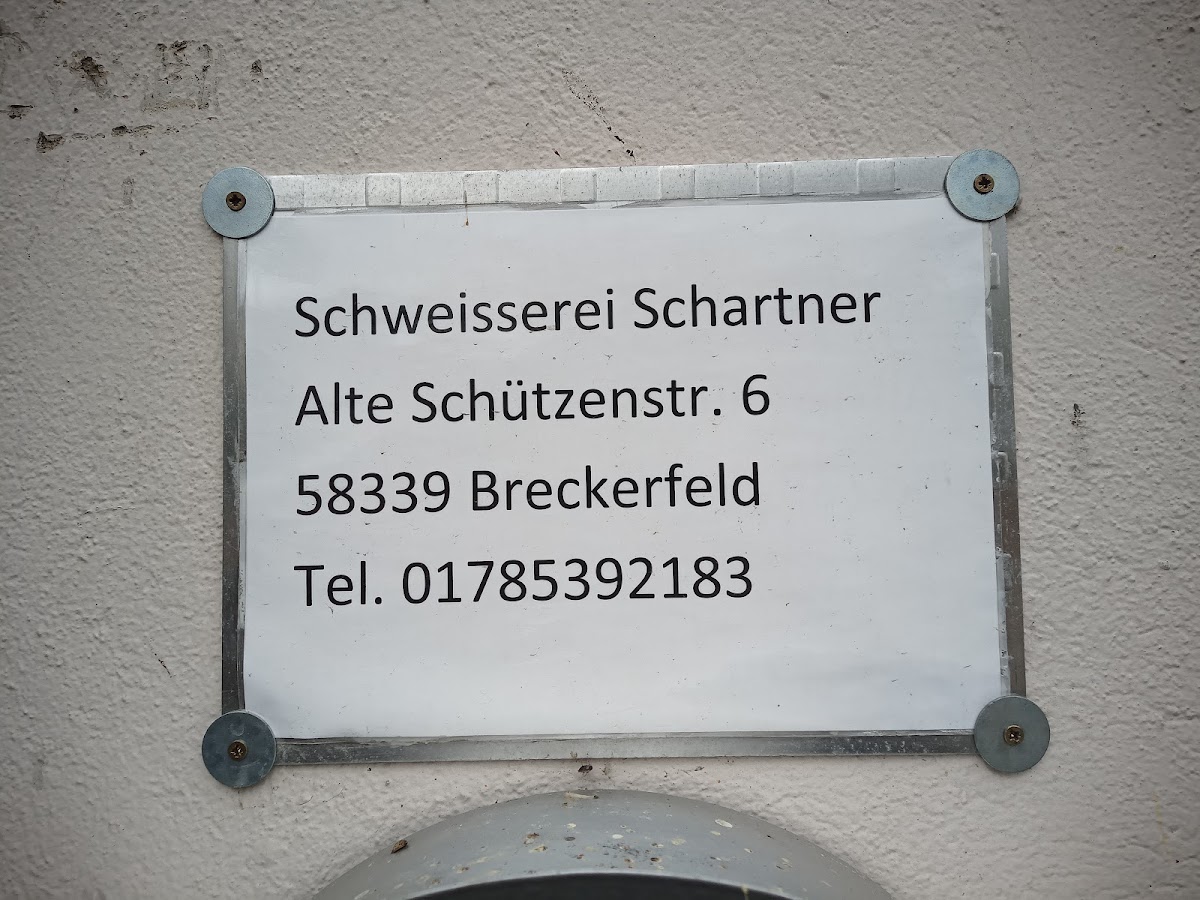 Schweisserei Schartner
Alte Schützenstr. 6
58339 Breckerfeld
Tel. 01785392183